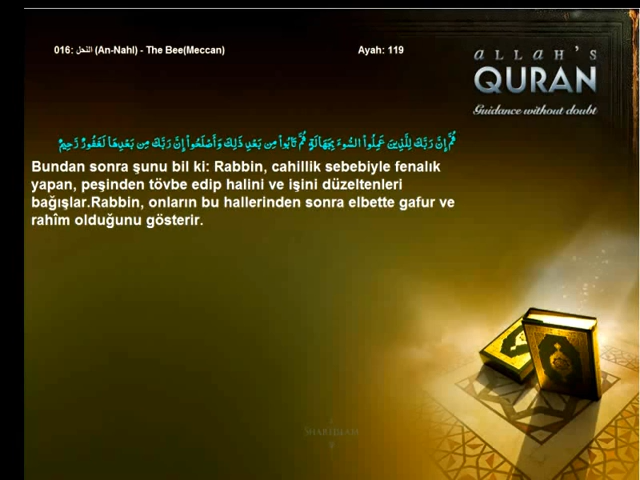 016: النحل (An-Nahl) - The Bee(Meccan) Ayah: 119
ALLAH'S
QURAN
Guidance without doubt
ثُمَّ إِنَّ رَبَّكَ لِلَّذِينَ عَمِلُواْ السُّوءَ بِجَهَالَةٍ ثُمَّ تَابُواْ مِن بَعْدِ ذَلِكَ وَأَصْلَحُواْ إِنَّ رَبَّكَ مِن بَعْدِهَا لَغَفُورٌ رَّحِيمٌ
Bundan sonra şunu bil ki: Rabbin, cahillik sebebiyle fenalık
yapan, peşinden tövbe edip halini ve işini düzeltenleri
bağışlar.Rabbin, onların bu hallerinden sonra elbette gafur ve
rahîm olduğunu gösterir.